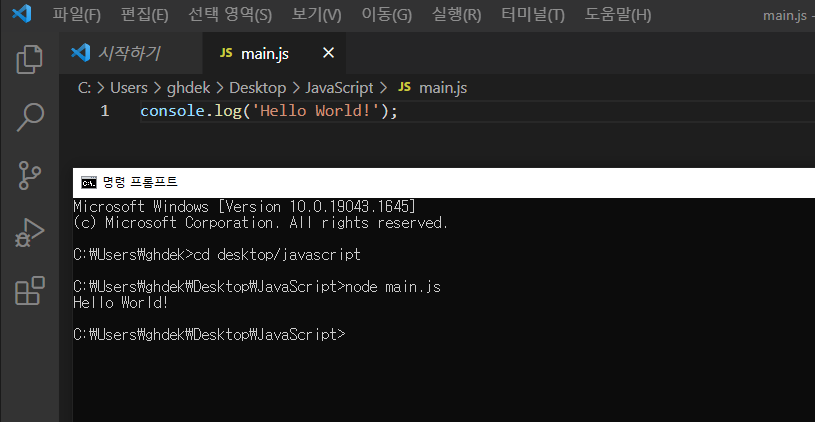 파일(F) 편집(E) 선택 영역(S) 보기(V) 이동(G) 실행(R) 터미널(T) 도움말(H) main.js -
시작하기 JS main.js ×
C: > Users > ghdek > Desktop > JavaScript > JS main.js
1 console.log('Hello World!');
C:\. 명령 프롬프트
Microsoft Windows [Version 10.0.19043.1645]
(c) Microsoft Corporation. All rights reserved.
C:₩Users₩ghdek>cd desktop/javascript
C:₩Users₩ghdek₩Desktop₩JavaScript>node main.js
Hello World!
C:₩Users₩ghdek₩Desktop₩JavaScript>